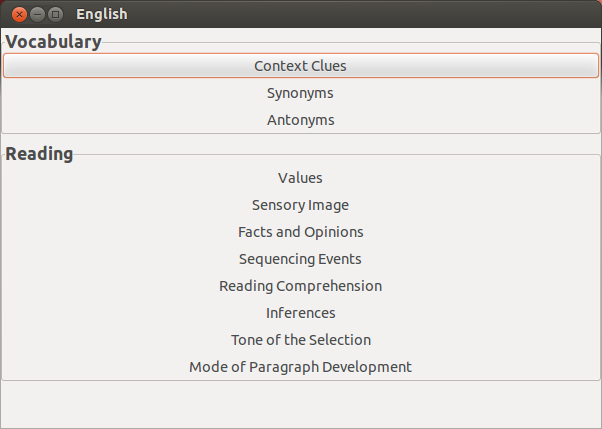 English
Vocabulary
Context Clues
Synonyms
Antonyms
Reading
Values
Sensory Image
Facts and Opinions
Sequencing Events
Reading Comprehension
Inferences
Tone of the Selection
Mode of Paragraph Development